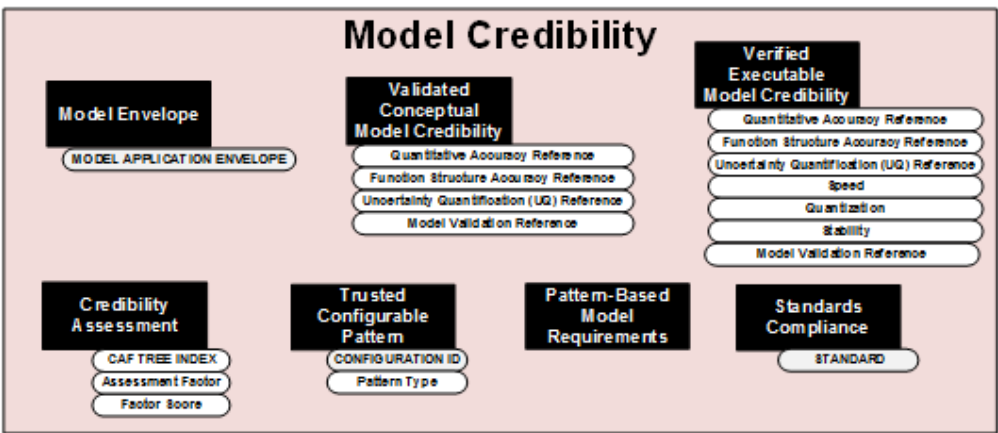 Model Credibility
Model Envelope
MODEL APPLICATION ENVELOPE
Validated
Conceptual
Model Credibility
Quantitative Accuracy Reference
Function Structure Accuracy Reference
Uncertainty Quantification (UQ) Reference
Model Validation Reference
Verified
Executable
Model Credibility
Quantitative Accuracy Reference
Function Structure Accuracy Reference
Uncertainty Quantification (UQ) Reference
Speed
Quantization
Stability
Model Validation Reference
Credibility
Assessment
CAF TREE INDEX
Assessment Factor
Factor Score
Trusted
Configurable
Pattern
CONFIGURATION ID
Pattern Type
Pattern-Based
Model
Requirements
Standards
Compliance
STANDARD